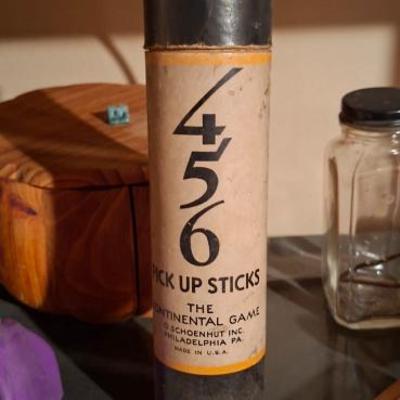 4
5
6
PICK UP STICKS
THE
CONTINENTAL GAME
O. SCHOENHUT INC.
PHILADELPHIA PA.
MADE IN U.S.A.